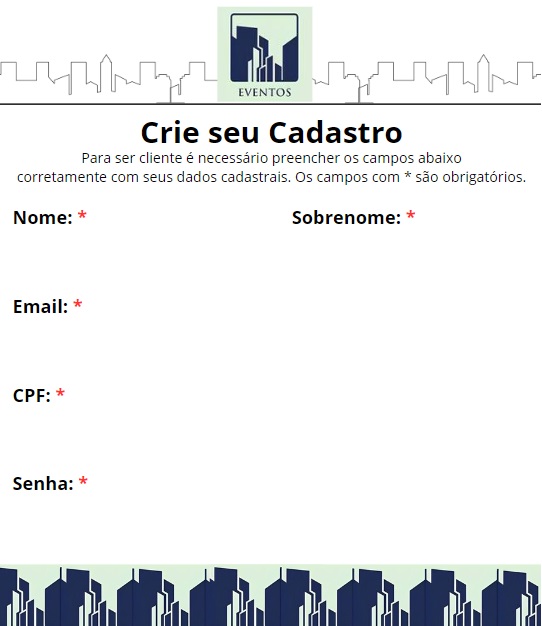 EVENTOS
Crie seu Cadastro
Para ser cliente é necessário preencher os campos abaixo
corretamente com seus dados cadastrais. Os campos com * são obrigatórios.
Nome: * Sobrenome: *
Email: *
CPF: *
Senha: *